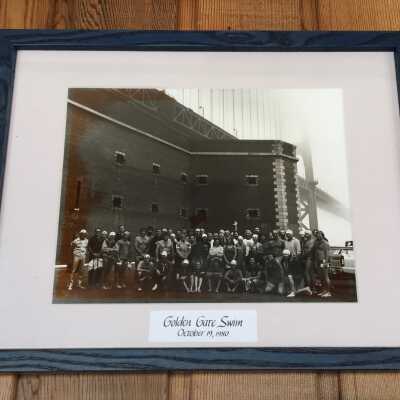 Golden Gate Swim
October 19, 1980